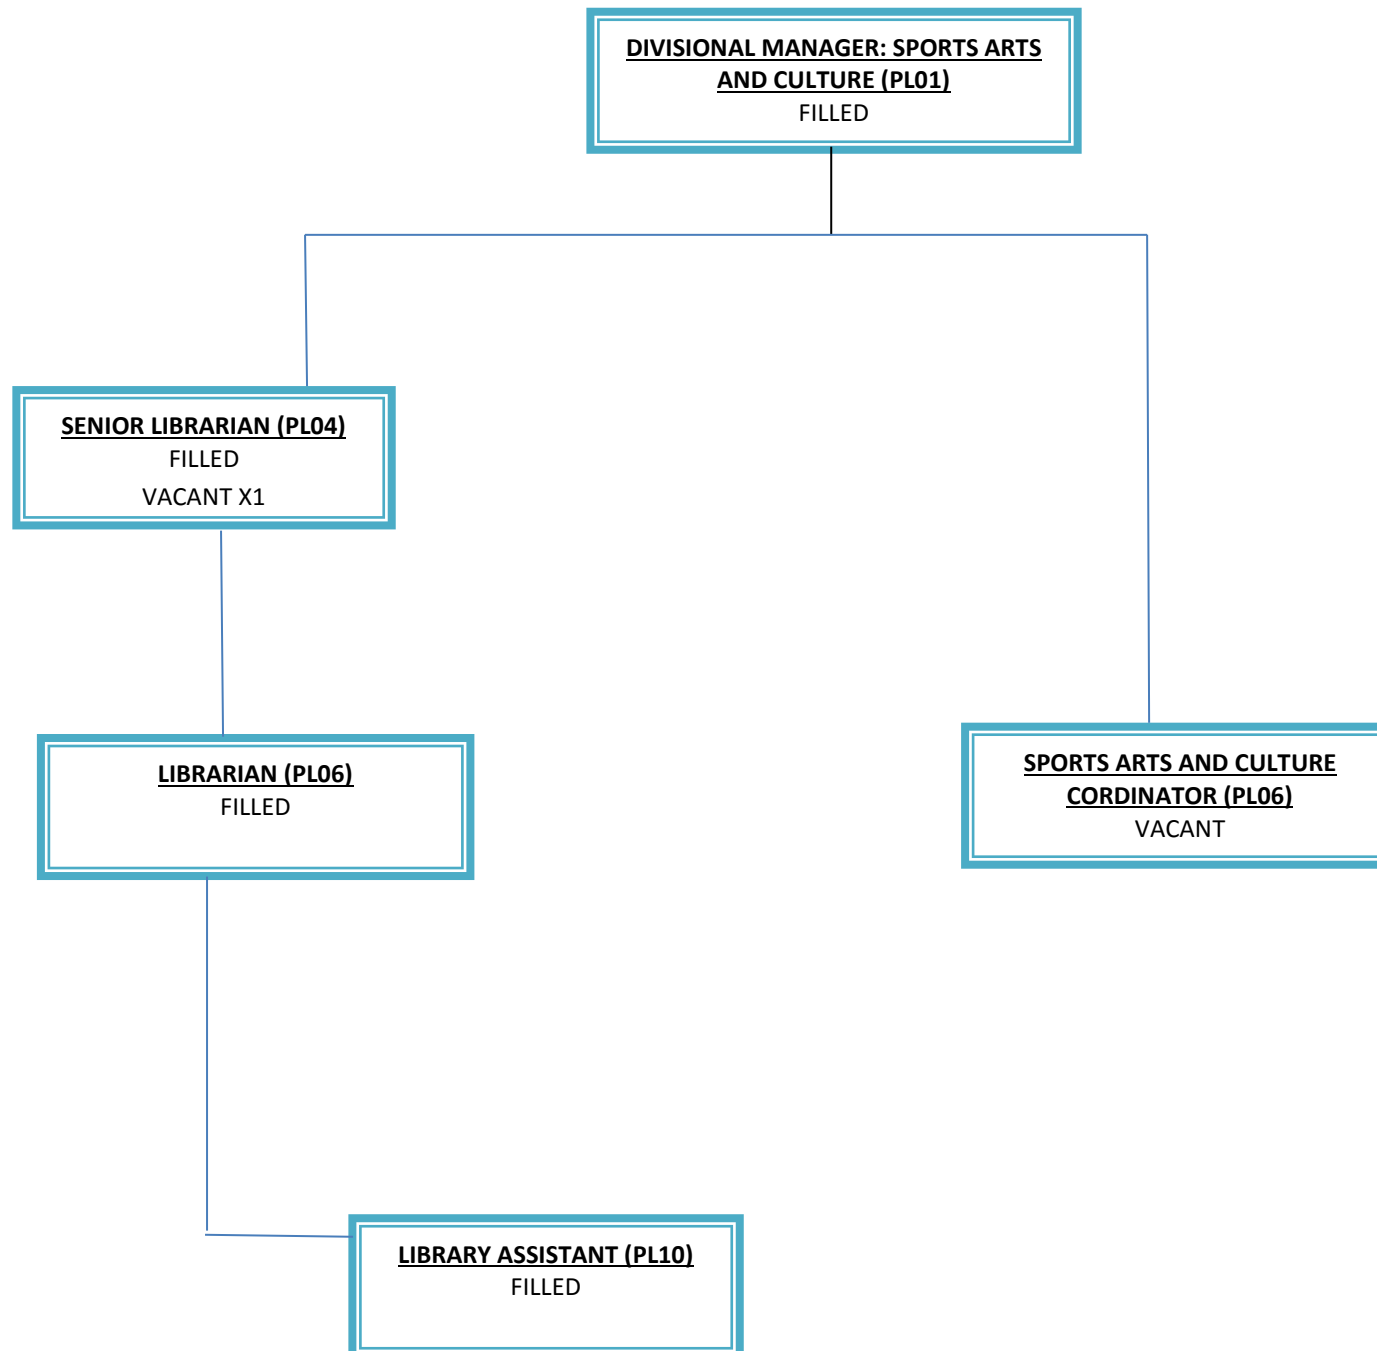 DIVISIONAL MANAGER: SPORTS ARTS
AND CULTURE (PL01)
FILLED
SENIOR LIBRARIAN (PL04)
FILLED
VACANT X1
LIBRARIAN (PL06)
FILLED
SPORTS ARTS AND CULTURE
CORDINATOR (PL06)
VACANT
LIBRARY ASSISTANT (PL10)
FILLED